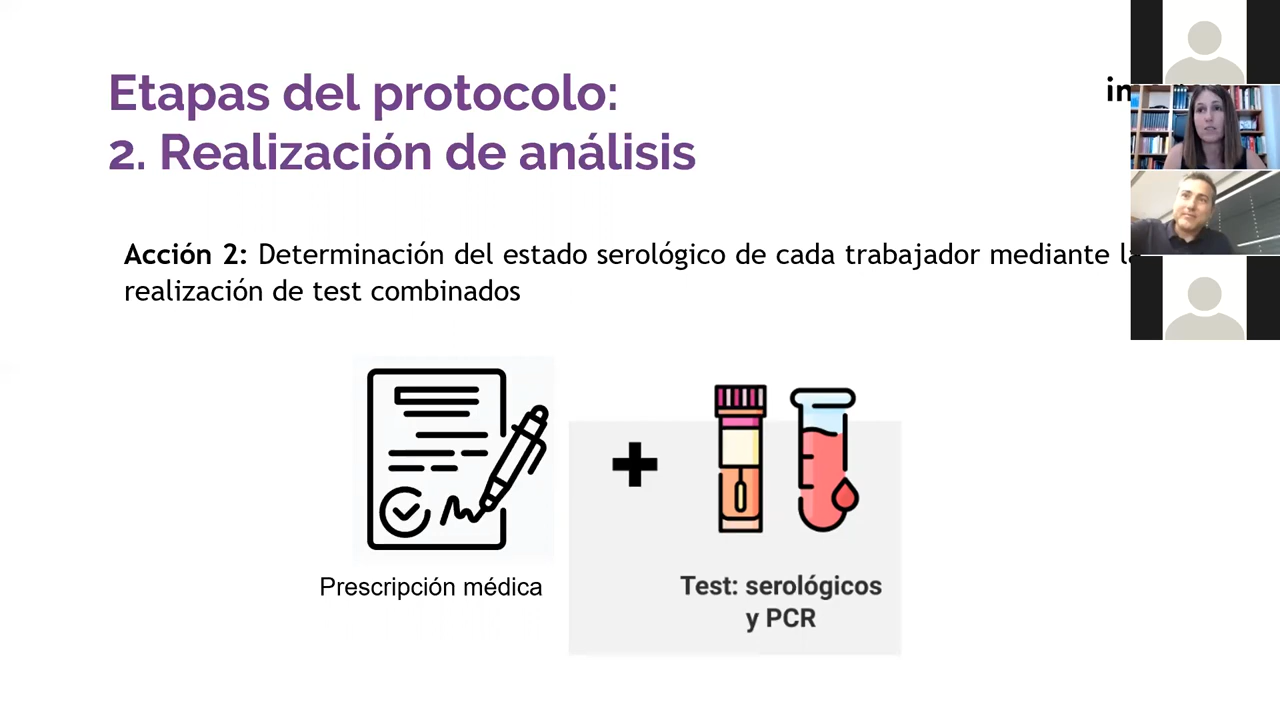 Etapas del protocolo:
2. Realización de análisis
Acción 2: Determinación del estado serológico de cada trabajador mediante la
realización de test combinados
Prescripción médica
Test: serológicos
y PCR